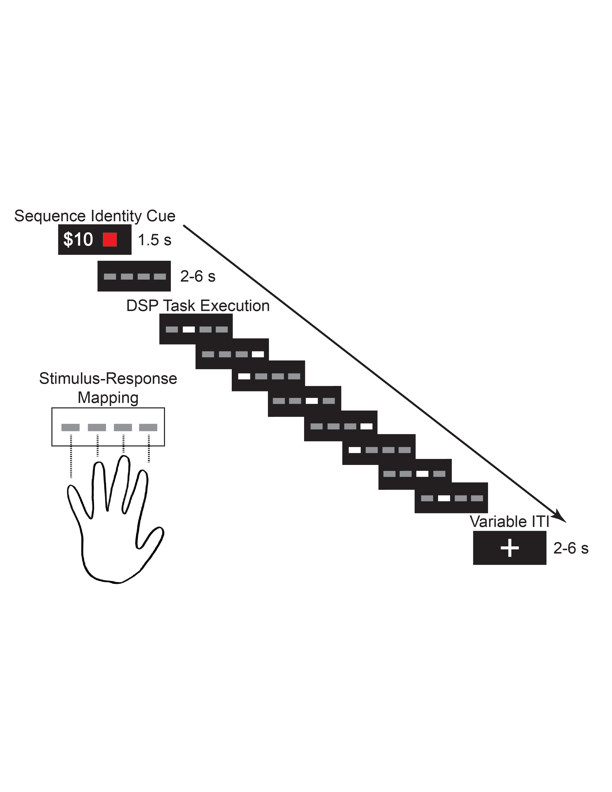 Sequence Identity Cue
$10
1.5 s
2-6 s
DSP Task Execution
Stimulus-Response
Mapping
Variable ITI
2-6 s